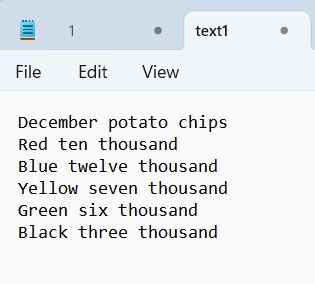 1
text1
File Edit View
December potato chips
Red ten thousand
Blue twelve thousand
Yellow seven thousand
Green six thousand
Black three thousand